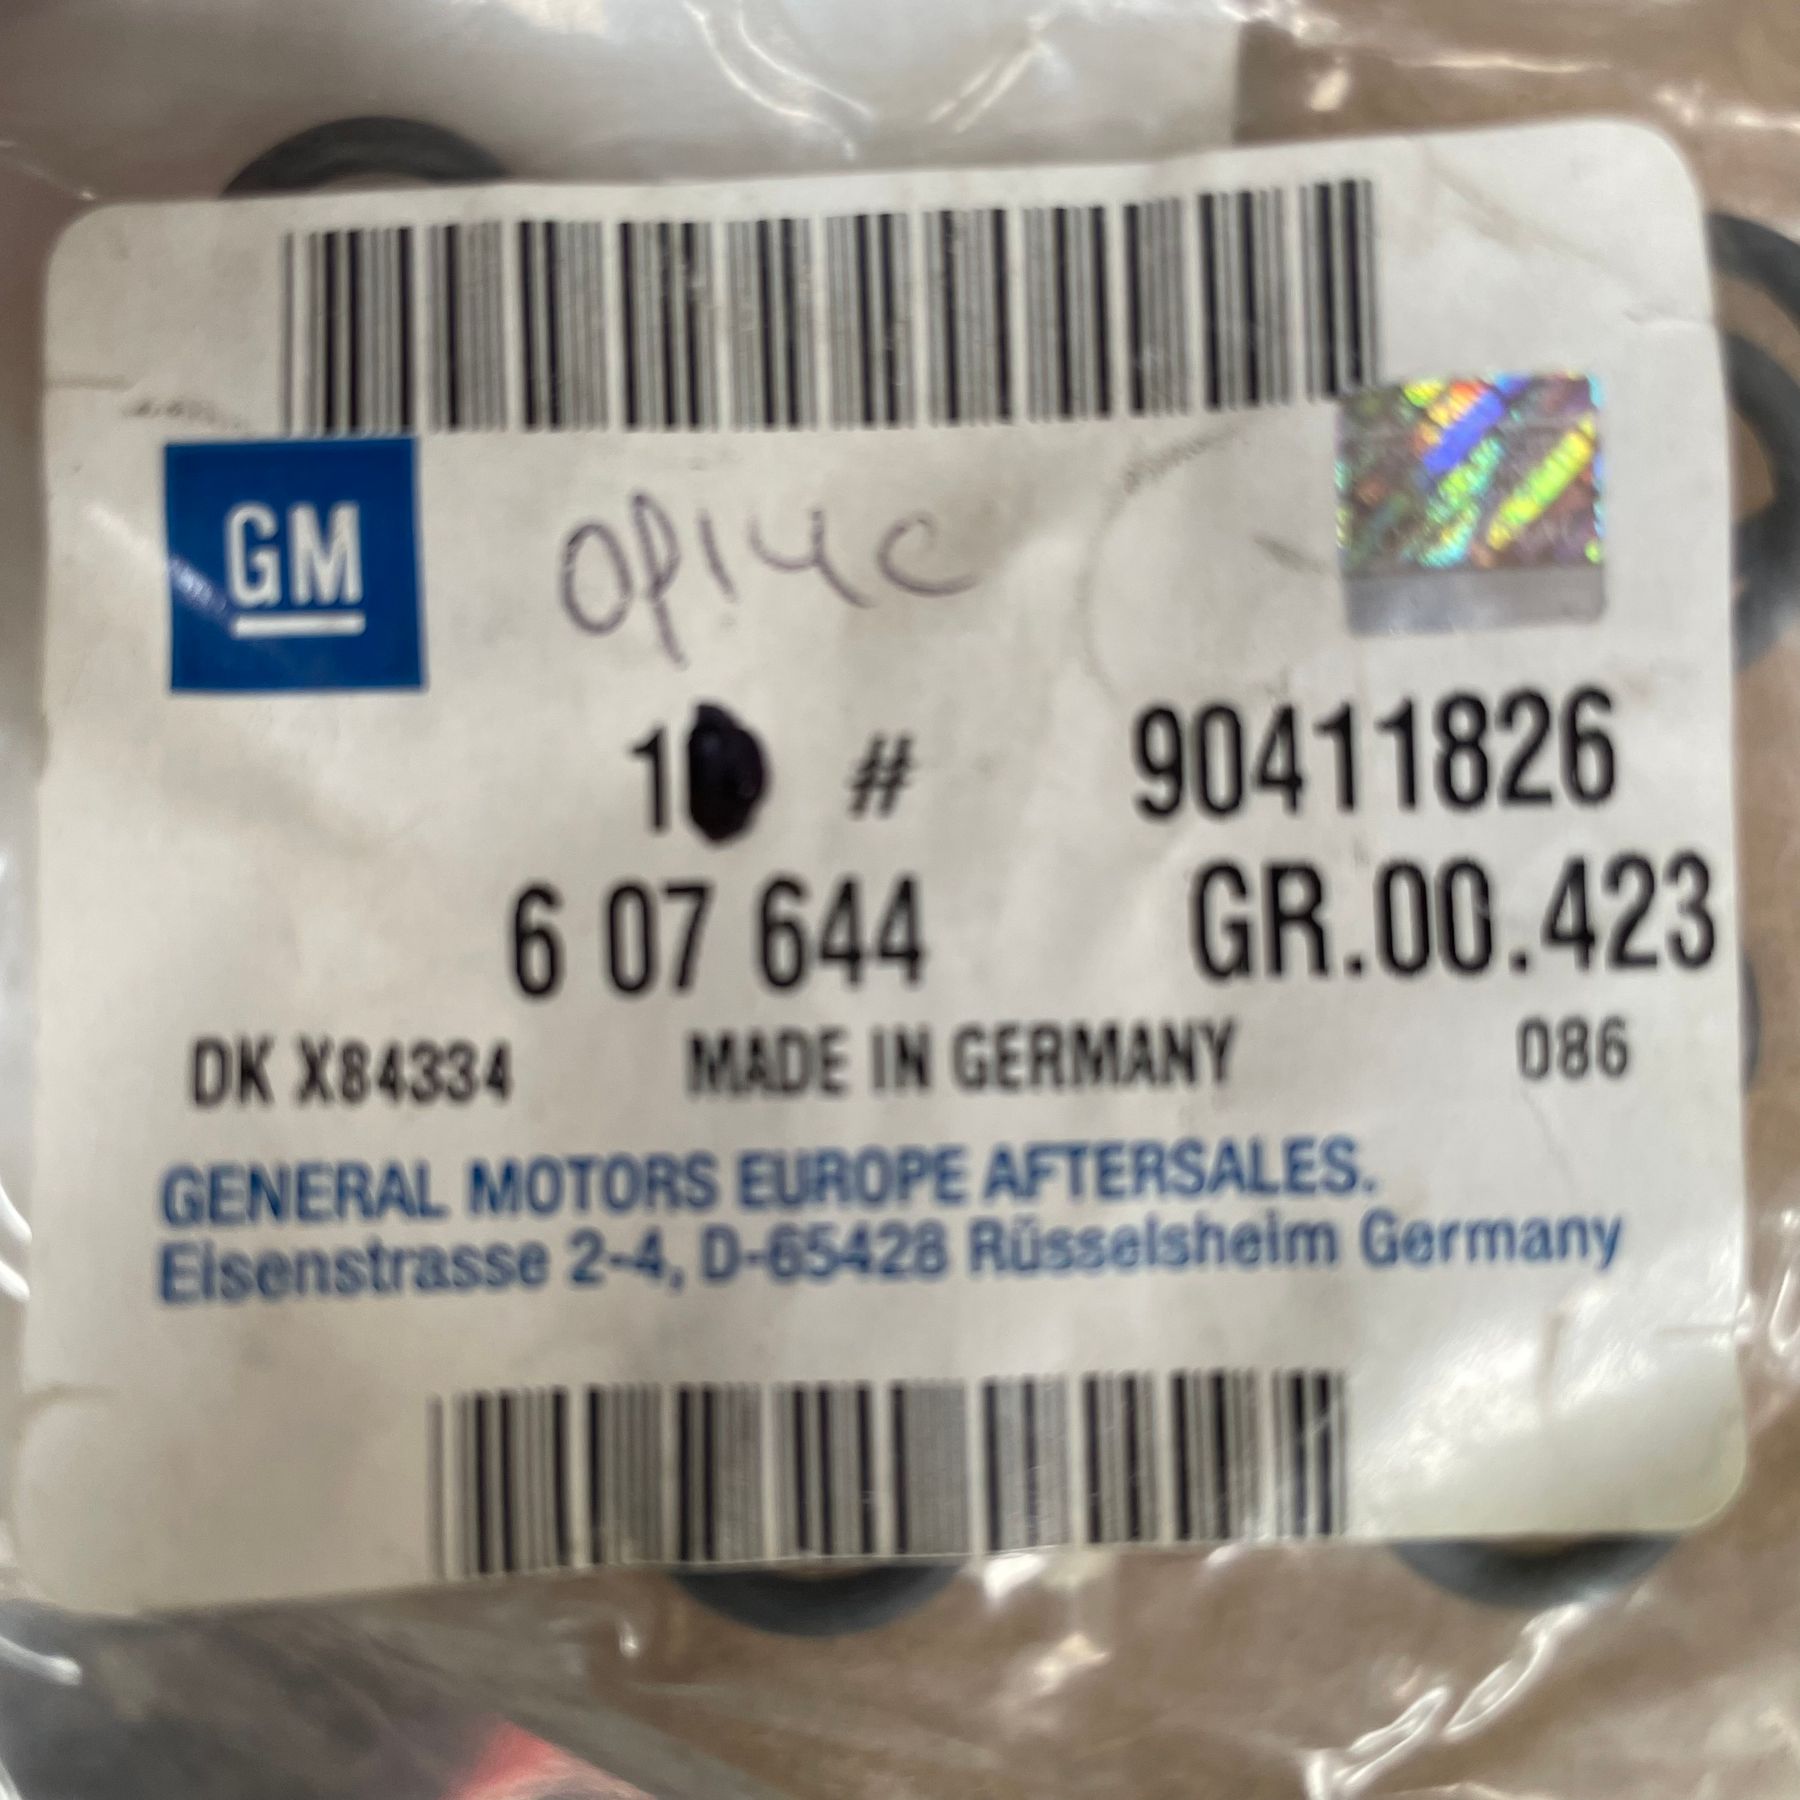 GM
OP14C
1 # 90411826
6 07 644 GR.00.423
DK X84334 MADE IN GERMANY 086
GENERAL MOTORS EUROPE AFTERSALES.
Eisenstrasse 2-4, D-65428 Rüsselsheim Germany